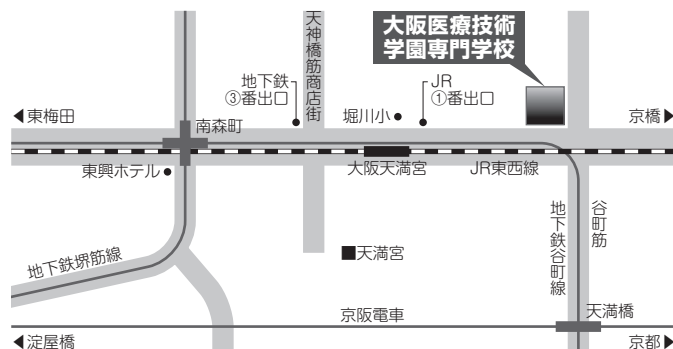 大阪医療技術
学園専門学校
天神橋筋商店街
地下鉄
③番出口
JR
①番出口
◀東梅田
京橋▶
堀川小
南森町
東興ホテル
大阪天満宮
JR東西線
谷町筋
地下鉄谷町線
■天満宮
地下鉄堺筋線
京阪電車
天満橋
◀淀屋橋
京都▶